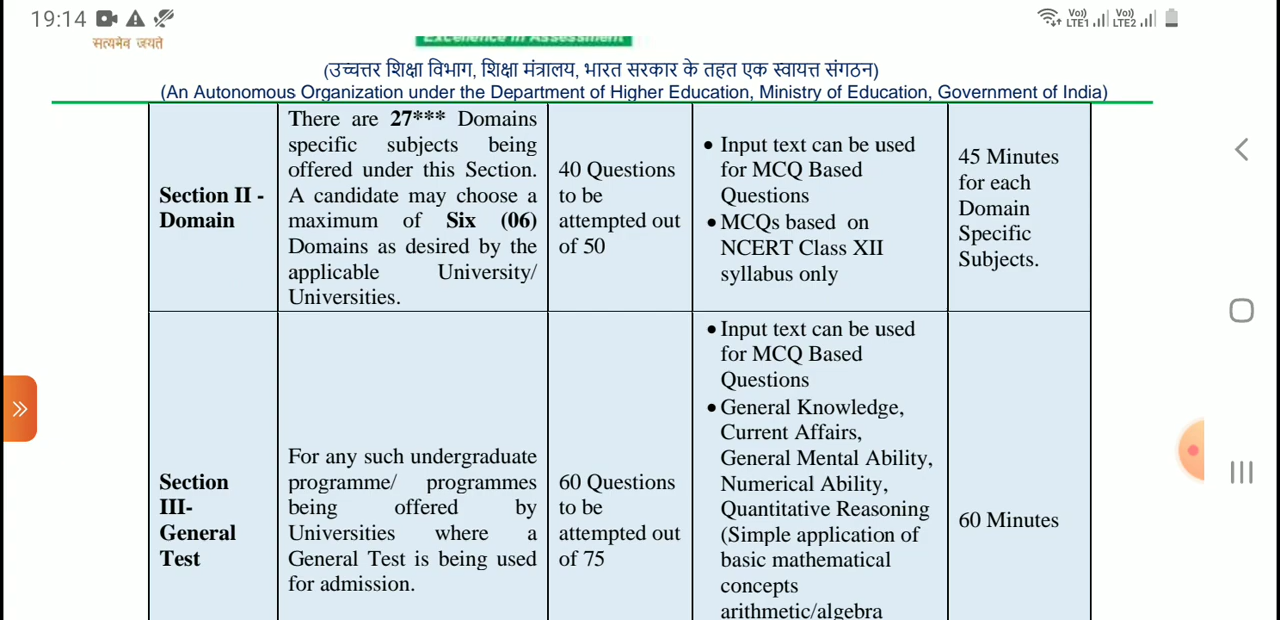 19:14
Vo)) LTE1 Vo)) LTE2
सत्यमेव जयते
Excellence in Assessment
(उच्चत्तर शिक्षा विभाग, शिक्षा मंत्रालय, भारत सरकार के तहत एक स्वायत्त संगठन)
(An Autonomous Organization under the Department of Higher Education, Ministry of Education, Government of India)
Section II -
Domain
There are 27*** Domains
specific subjects being
offered under this Section.
A candidate may choose a
maximum of Six (06)
Domains as desired by the
applicable University/
Universities.
40 Questions
to be
attempted out
of 50
• Input text can be used
for MCQ Based
Questions
• MCQs based on
NCERT Class XII
syllabus only
45 Minutes
for each
Domain
Specific
Subjects.
Section
III-
General
Test
For any such undergraduate
programme/ programmes
being offered by
Universities where a
General Test is being used
for admission.
60 Questions
to be
attempted out
of 75
• Input text can be used
for MCQ Based
Questions
• General Knowledge,
Current Affairs,
General Mental Ability,
Numerical Ability,
Quantitative Reasoning
(Simple application of
basic mathematical
concepts
arithmetic/algebra
60 Minutes